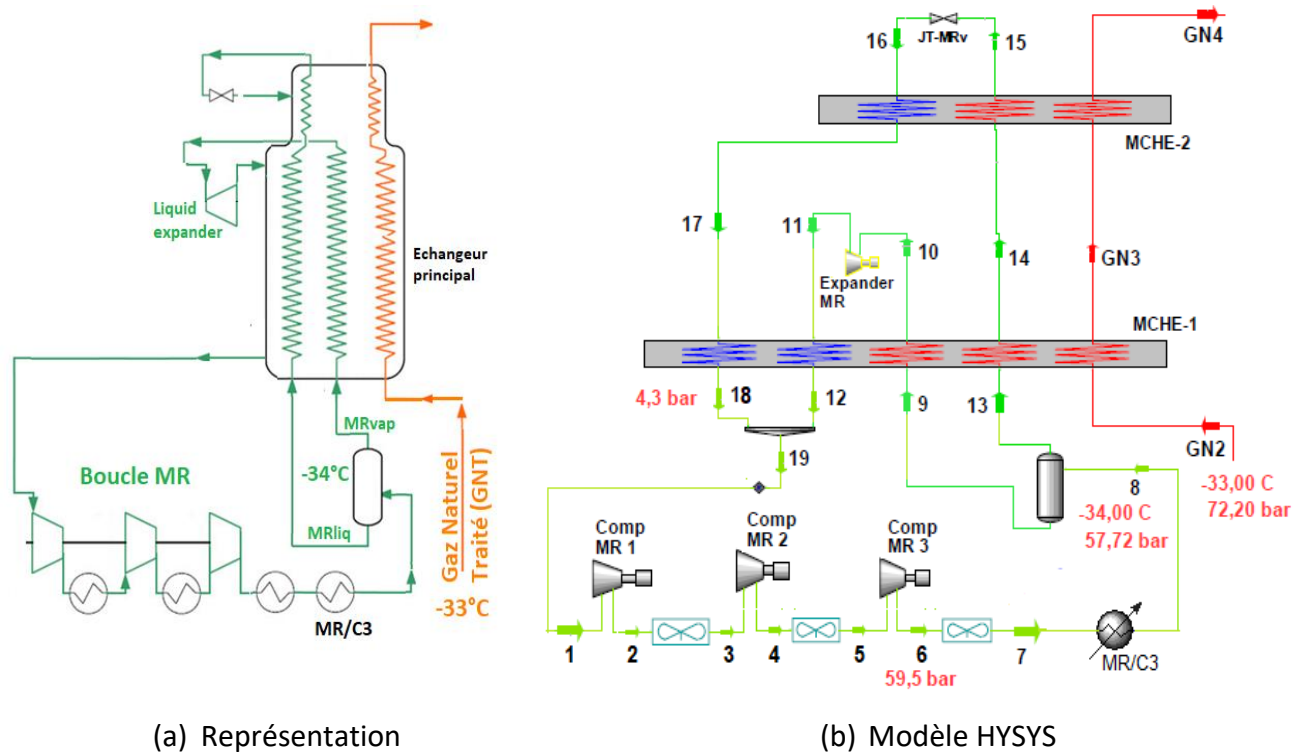 Liquid
expander
Echangeur
principal
MRvap
Boucle MR
-34°C
MRliq
Gaz Naturel
Traité (GNT)
-33°C
MR/C3
(a) Représentation
16
JT-MRv
15
GN4
MCHE-2
17
11
10
Expander
MR
14
GN3
MCHE-1
4,3 bar
18
12
9
13
GN2
19
8
-33,00 C
72,20 bar
-34,00 C
57,72 bar
Comp
MR 1
Comp
MR 2
Comp
MR 3
1
2
3
4
5
6
7
59,5 bar
MR/C3
(b) Modèle HYSYS